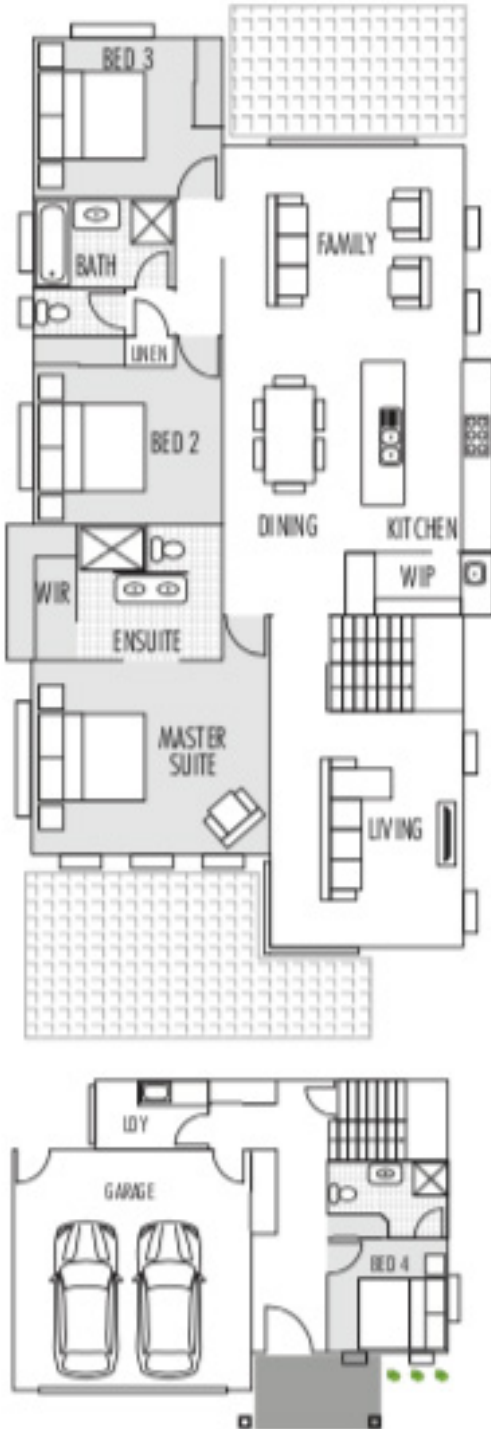 BED 3
FAMILY
BATH
LINEN
BED 2
DINING
KITCHEN
WIP
WIR
ENSUITE
MASTER
SUITE
LIVING
LDY
GARAGE
BED 4